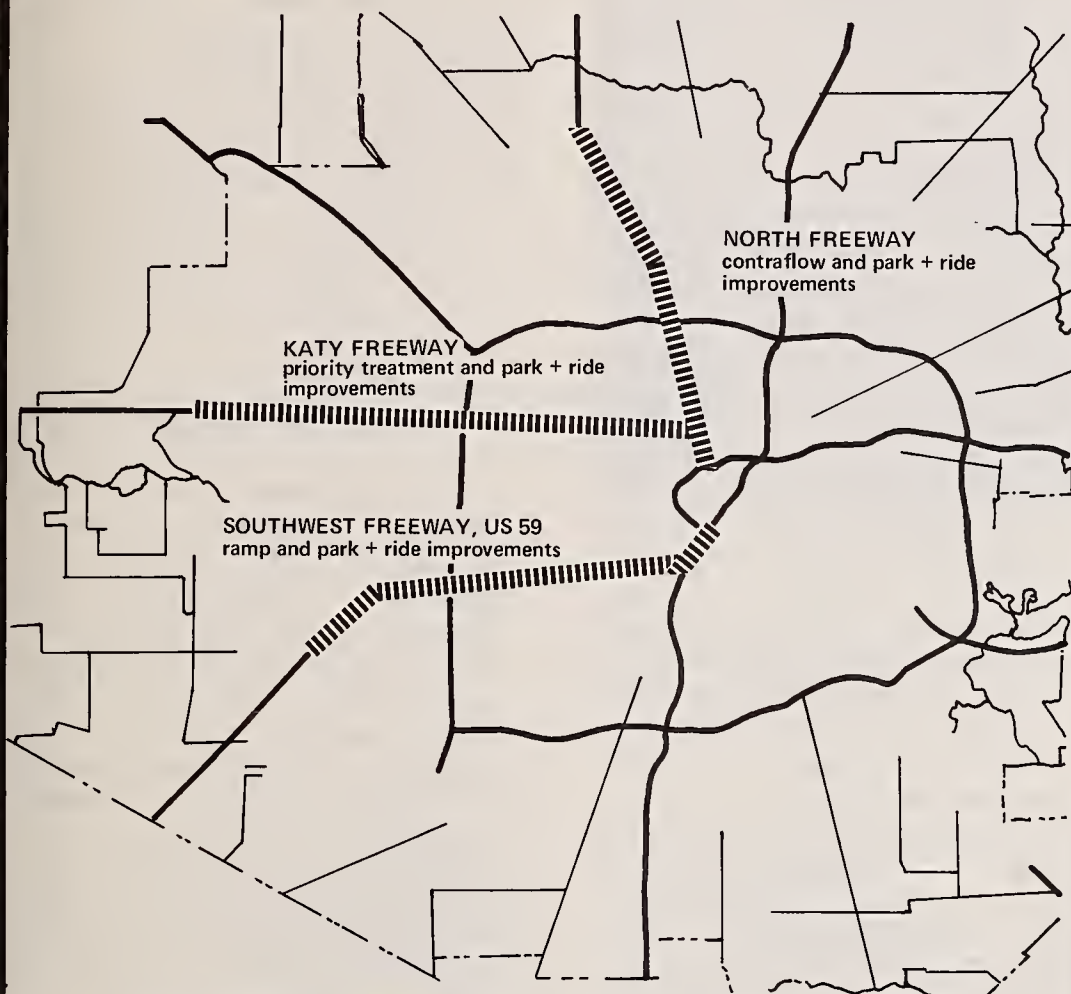 NORTH FREEWAY
contraflow and park + ride
improvements
KATY FREEWAY
priority treatment and park + ride
improvements
SOUTHWEST FREEWAY, US 59
ramp and park + ride improvements